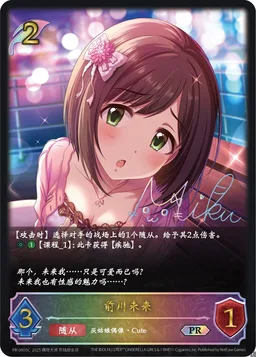 2
Miku
【攻击时】选择对手的战场上的1个随从。给予其2点伤害。
1 【课程_1】：此卡获得【疾驰】。
那个，未来我……只是可爱而已吗？
未来我也有性感的魅力吗……？
前川未来
3
随从
灰姑娘偶像・Cute
PR
1